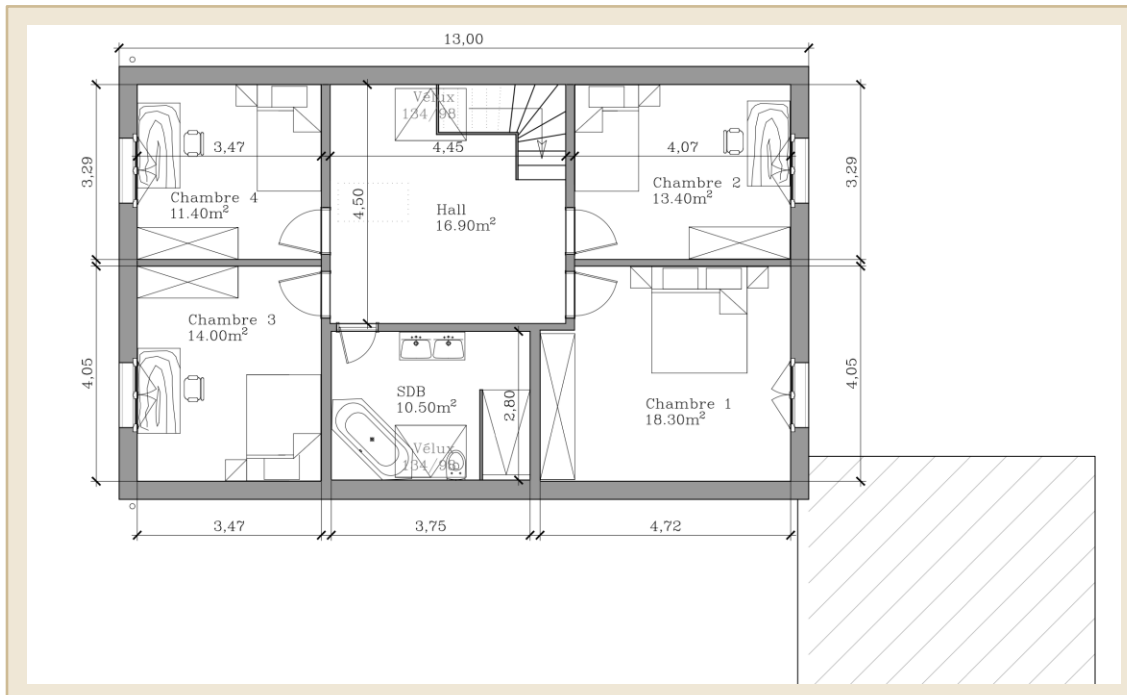 13,00
Vélux
134/98
3,47
4,45
4,07
3,29
3,29
Chambre 4
11.40m²
4,50
Hall
16.90m²
Chambre 2
13.40m²
Chambre 3
14.00m²
4,05
SDB
10.50m²
2,80
Chambre 1
18.30m²
4,05
Vélux
134/98
3,47
3,75
4,72